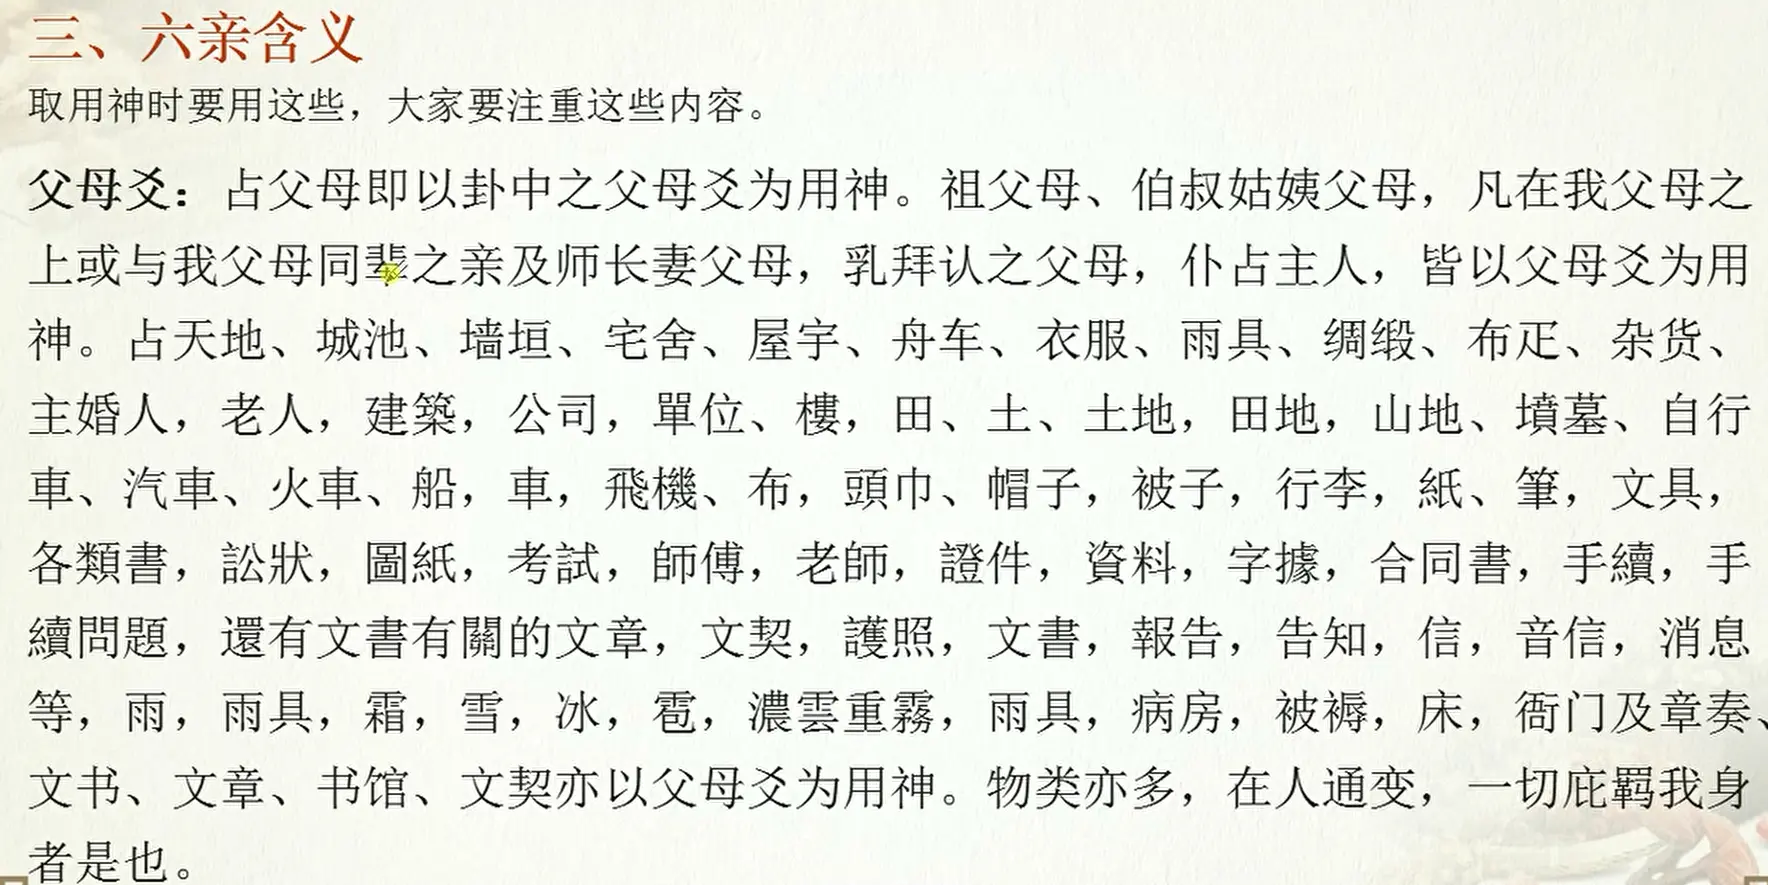 三、六亲含义
取用神时要用这些，大家要注重这些内容。
父母爻：占父母即以卦中之父母爻为用神。祖父母、伯叔姑姨父母，凡在我父母之
上或与我父母同辈之亲及师长妻父母，乳拜认之父母，仆占主人，皆以父母爻为用
神。占天地、城池、墙垣、宅舍、屋宇、舟车、衣服、雨具、绸缎、布疋、杂货、
主婚人，老人，建築，公司，單位、樓，田、土、土地，田地，山地、墳墓、自行
車、汽車、火車、船，車，飛機、布，頭巾、帽子，被子，行李，紙、筆，文具，
各類書，訟狀，圖紙，考試，師傅，老師，證件，資料，字據，合同書，手續，手
續問題，還有文書有關的文章，文契，護照，文書，報告，告知，信，音信，消息
等，雨，雨具，霜，雪，冰，雹，濃雲重霧，雨具，病房，被褥，床，衙门及章奏、
文书、文章、书馆、文契亦以父母爻为用神。物类亦多，在人通变，一切庇羁我身
者是也。